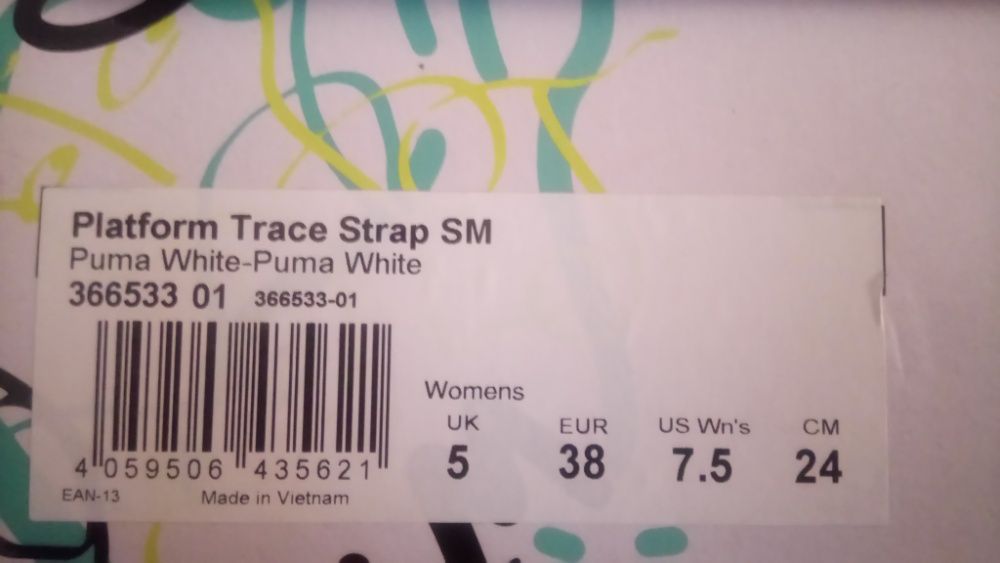 Platform Trace Strap SM
Puma White-Puma White
366533 01 366533-01
4 059506 435621
EAN-13 Made in Vietnam
Womens
UK EUR US Wn's CM
5 38 7.5 24